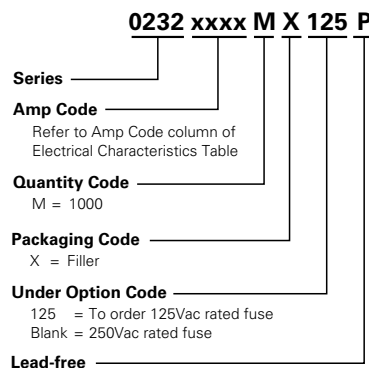 0232 xxxx M X 125 P
Series
Amp Code
Refer to Amp Code column of
Electrical Characteristics Table
Quantity Code
M = 1000
Packaging Code
X = Filler
Under Option Code
125 = To order 125Vac rated fuse
Blank = 250Vac rated fuse
Lead-free